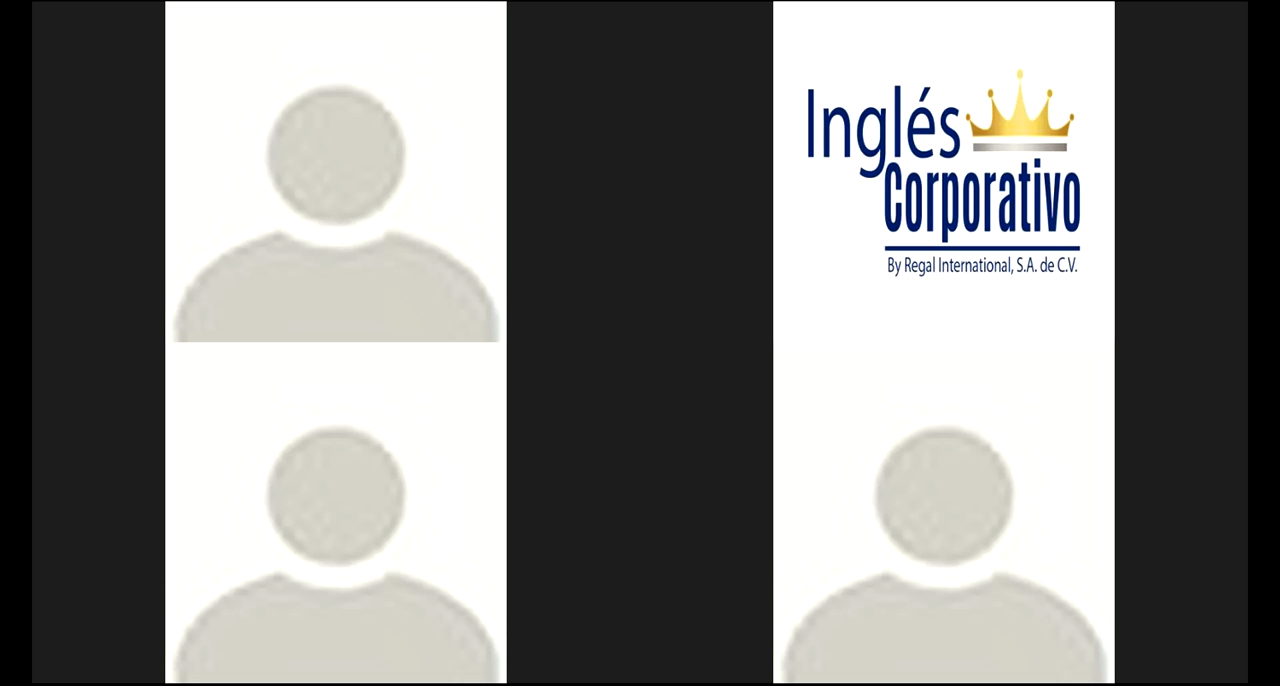 Inglés
Corporativo
By Regal International, S.A. de C.V.